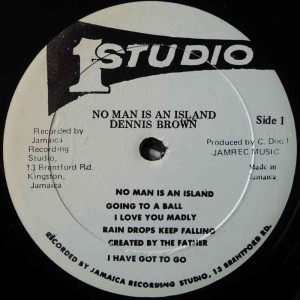 1 STUDIO
NO MAN IS AN ISLAND
DENNIS BROWN
Side 1
Recorded by
Jamaica
Recording
Studio,
13 Brentford Rd.
Kingston,
Jamaica
Produced by C. Dod
JAMREC MUSIC
Made in
Jamaica
NO MAN IS AN ISLAND
GOING TO A BALL
I LOVE YOU MADLY
RAIN DROPS KEEP FALLING
CREATED BY THE FATHER
I HAVE GOT TO GO
RECORDED BY JAMAICA RECORDING STUDIO, 13 BRENTFORD RD.